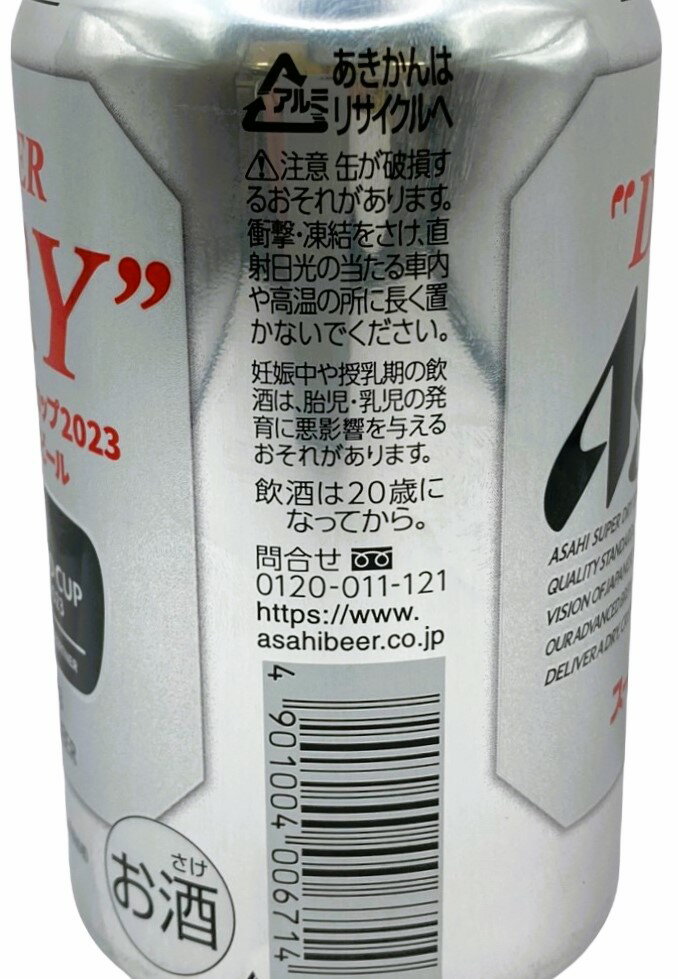 アルミ
あきかんは
リサイクルへ
⚠注意 缶が破損す
るおそれがあります。
衝撃・凍結をさけ、直
射日光の当たる車内
や高温の所に長く置
かないでください。
妊娠中や授乳期の飲
酒は、胎児・乳児の発
育に悪影響を与える
おそれがあります。
飲酒は20歳に
なってから。
問合せ
0120-011-121
https://www.
asahibeer.co.jp
4 901004 006714
さけ
お酒
Y”
ップ2023
ビール
CUP
“D
ASAHI SUPER DRY
QUALITY STANDA
VISION OF JAPAN
OUR ADVANCED
DELIVER A DRY, C